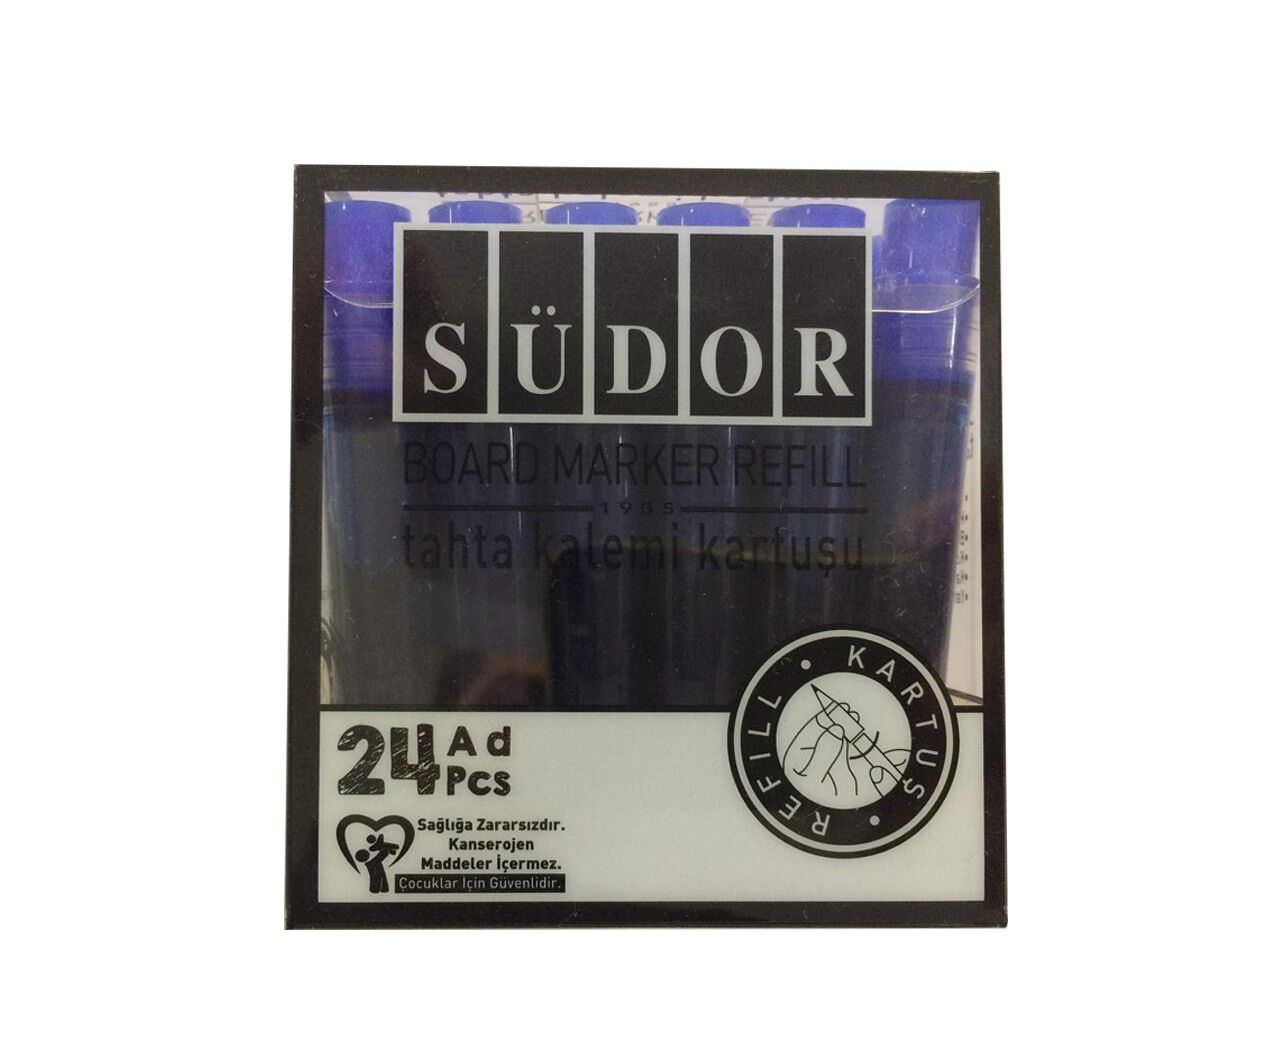 SÜDOR
BOARD MARKER REFILL
1955
tahta kalemi kartuşu
24 Ad
Pcs
KARTUŞ • REFILL •
Sağlığa Zararsızdır.
Kanserojen
Maddeler İçermez.
Çocuklar İçin Güvenlidir.